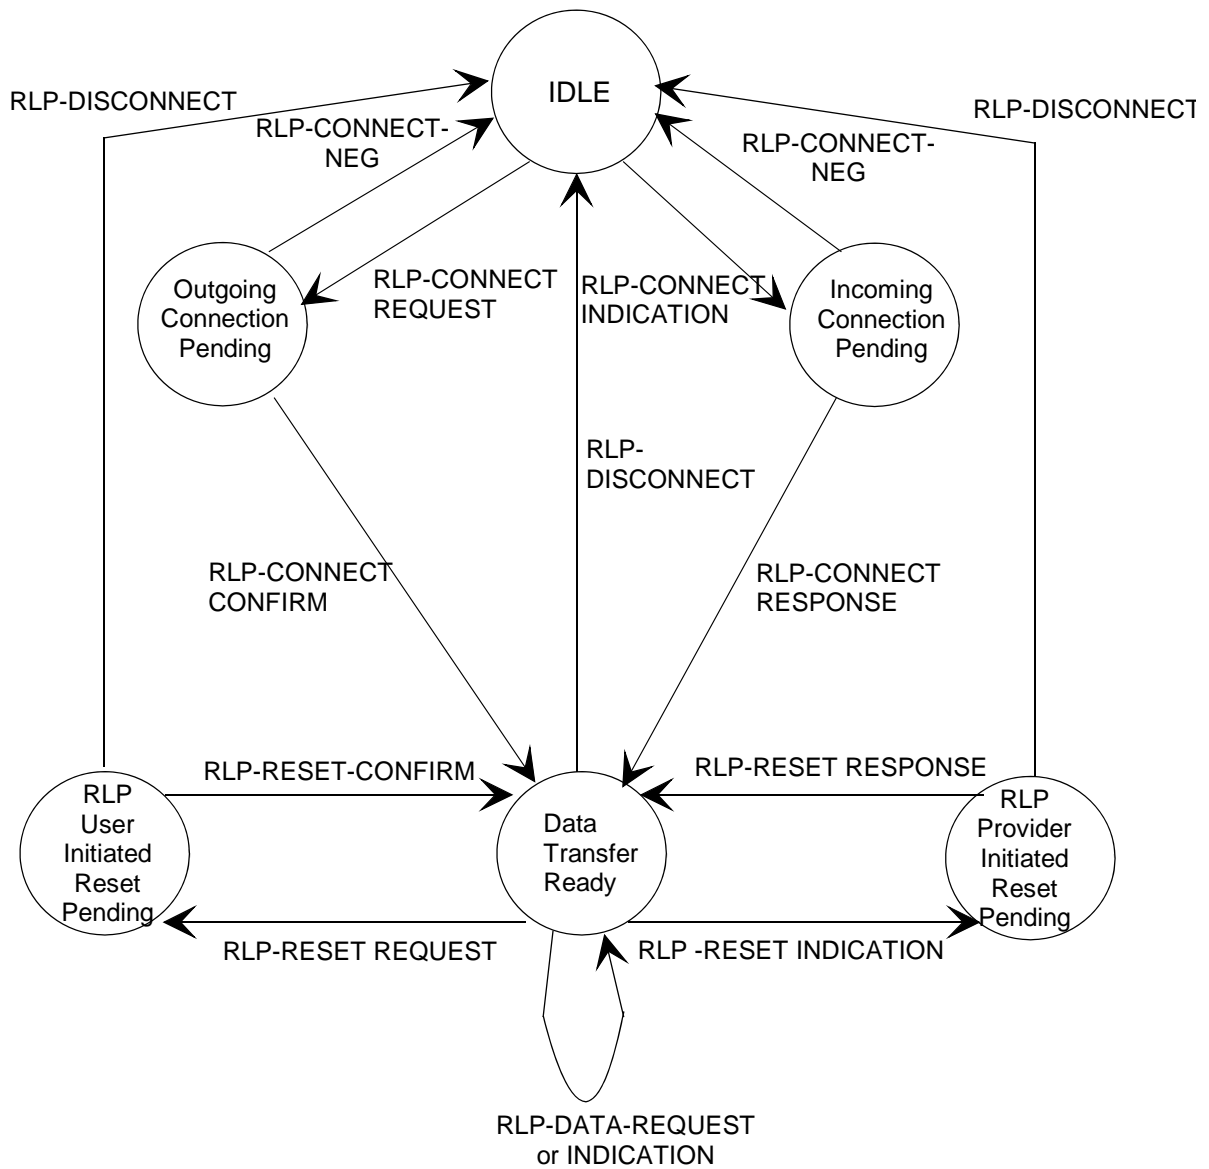 IDLE
RLP-DISCONNECT
RLP-DISCONNECT
RLP-CONNECT-
NEG
RLP-CONNECT-
NEG
Outgoing
Connection
Pending
RLP-CONNECT
REQUEST
RLP-CONNECT
INDICATION
Incoming
Connection
Pending
RLP-
DISCONNECT
RLP-CONNECT
CONFIRM
RLP-CONNECT
RESPONSE
RLP-RESET-CONFIRM
RLP-RESET RESPONSE
RLP
User
Initiated
Reset
Pending
Data
Transfer
Ready
RLP
Provider
Initiated
Reset
Pending
RLP-RESET REQUEST
RLP -RESET INDICATION
RLP-DATA-REQUEST
or INDICATION